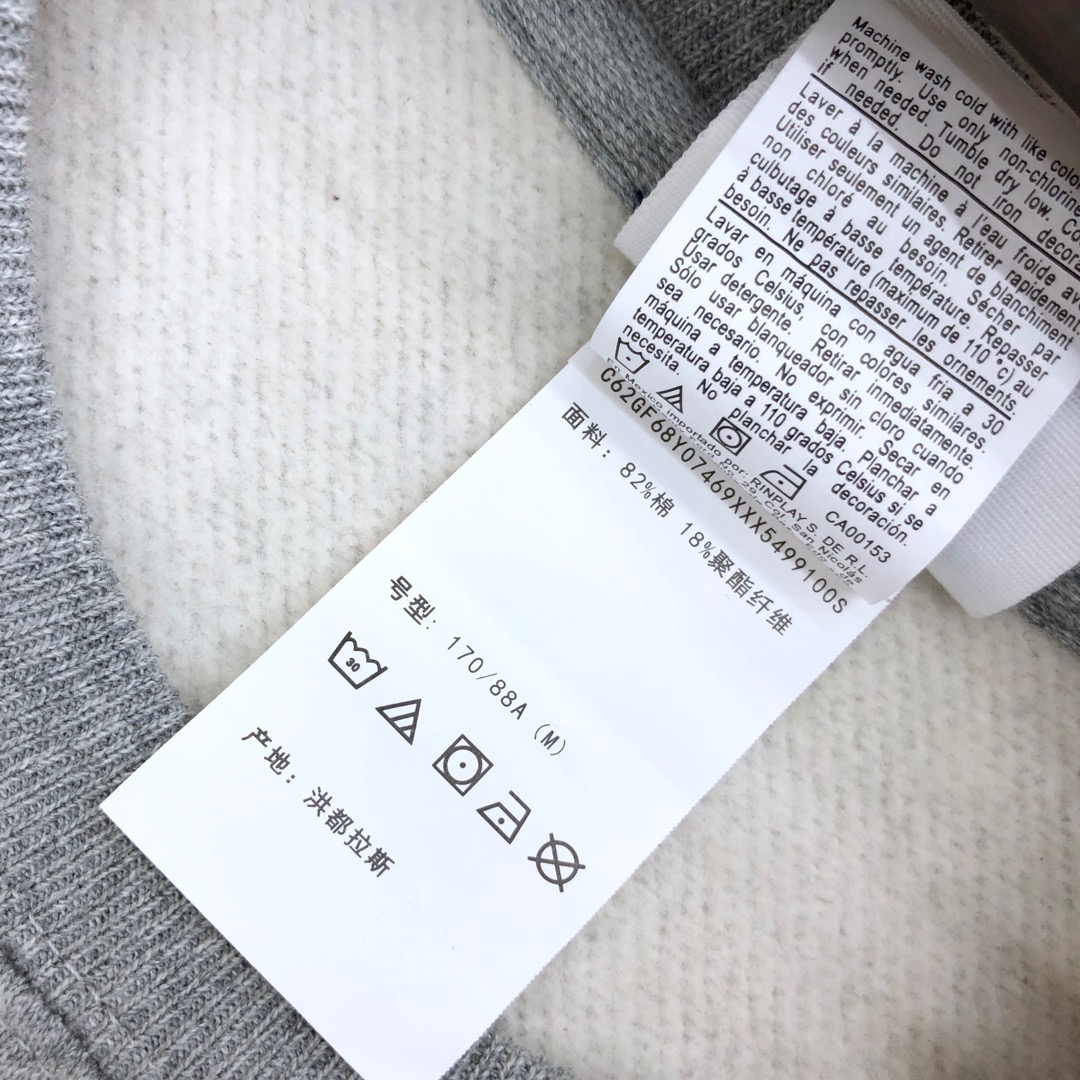 Machine wash cold with like colo
promptly. Use only non-chlorine
when needed. Tumble dry low.
if needed. Do not iron decora
Laver à la machine à l'eau froide av
des couleurs similaires. Retirer rapidement.
Utiliser seulement un agent de blanchiment
non chloré au besoin. Sécher par
culbutage à basse température. Repasser
à basse température (maximum de 110 °c) au
besoin. Ne pas repasser les ornements.
Lavar en máquina con agua fría a 30
grados Celsius, con colores similares.
Usar detergente. Retirar inmediatamente.
Sólo usar blanqueador sin cloro cuando
sea necesario. No exprimir. Secar en
máquina a temperatura baja. Planchar a
temperatura baja a 110 grados Celsius si se
necesita. No planchar la decoración.
CA00153
En Mexico importado por: RINPLAY S. DE R.L.
San Nicolás
C62GF68Y07469XXX5499100S
面料: 82%棉 18%聚酯纤维
号型: 170/88A (M)
30
产地: 洪都拉斯